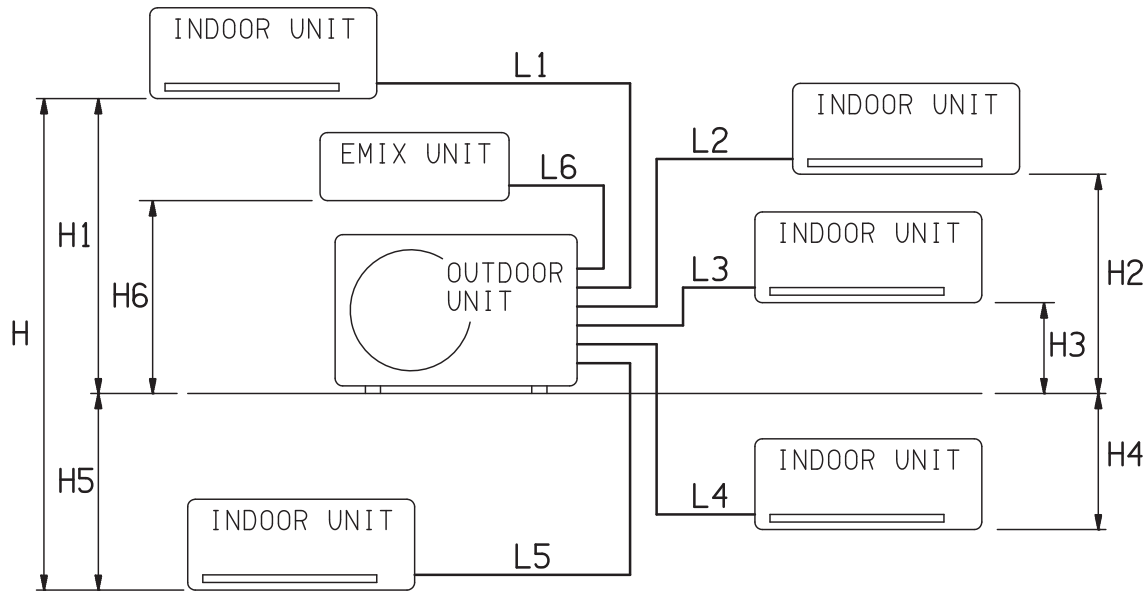 INDOOR UNIT
L1
INDOOR UNIT
L2
EMIX UNIT
L6
H1
INDOOR UNIT
L3
OUTDOOR
UNIT
H2
H6
H
H3
INDOOR UNIT
H4
H5
L4
INDOOR UNIT
L5